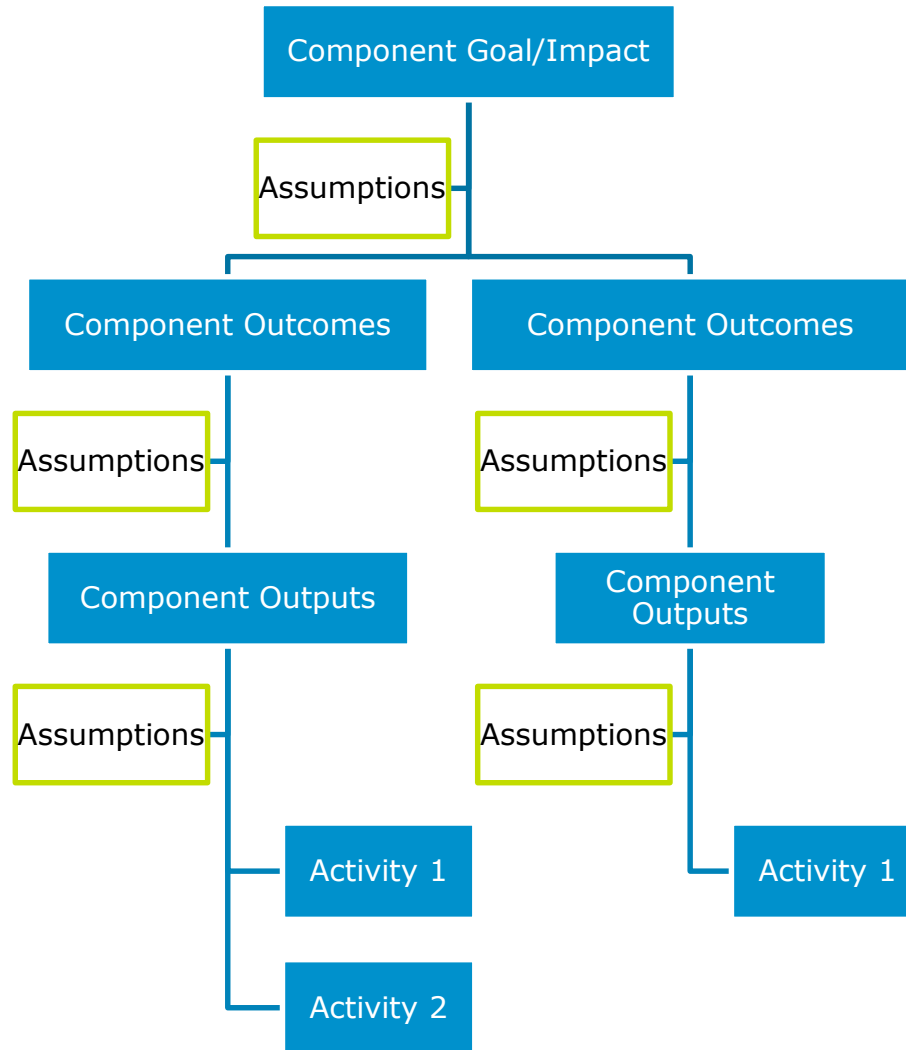 Component Goal/Impact
Assumptions
Component Outcomes
Component Outcomes
Assumptions
Assumptions
Component Outputs
Component
Outputs
Assumptions
Assumptions
Activity 1
Activity 1
Activity 2